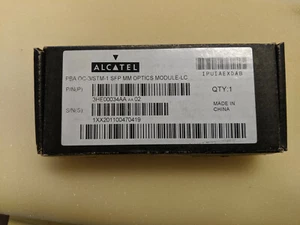 ALCATEL
PBA OC-3/STM-1 SFP MM OPTICS MODULE-LC
IPUIAEXDAB
P/N(P)
3HE00034AA
02
QTY:1
MADE IN
CHINA
S/N(S)
1XX201100470419